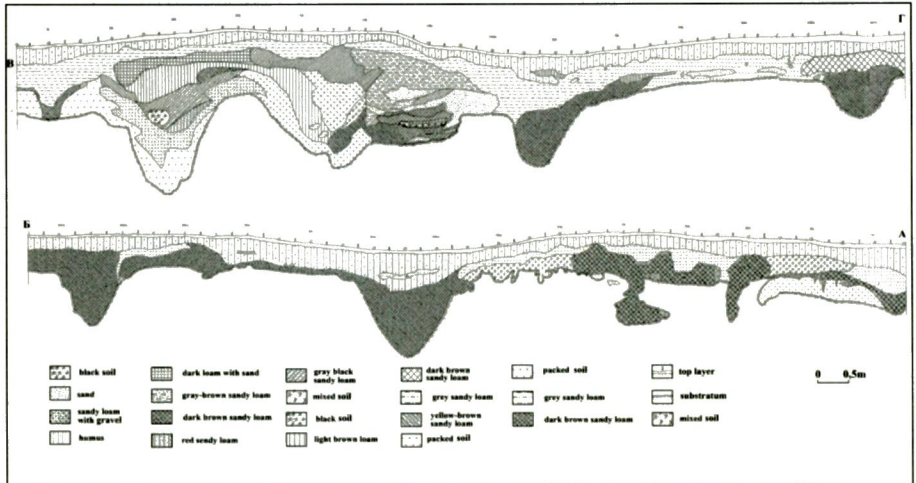 В
Г
Б
А
black soil
dark loam with sand
gray black
sandy loam
dark brown
sandy loam
packed soil
top layer
0 0,5m
sand
gray-brown sandy loam
mixed soil
grey sandy loam
grey sandy loam
substratum
sandy loam
with gravel
dark brown sandy loam
black soil
yellow-brown
sandy loam
dark brown sandy loam
mixed soil
humus
red sendy loam
light brown loam
packed soil